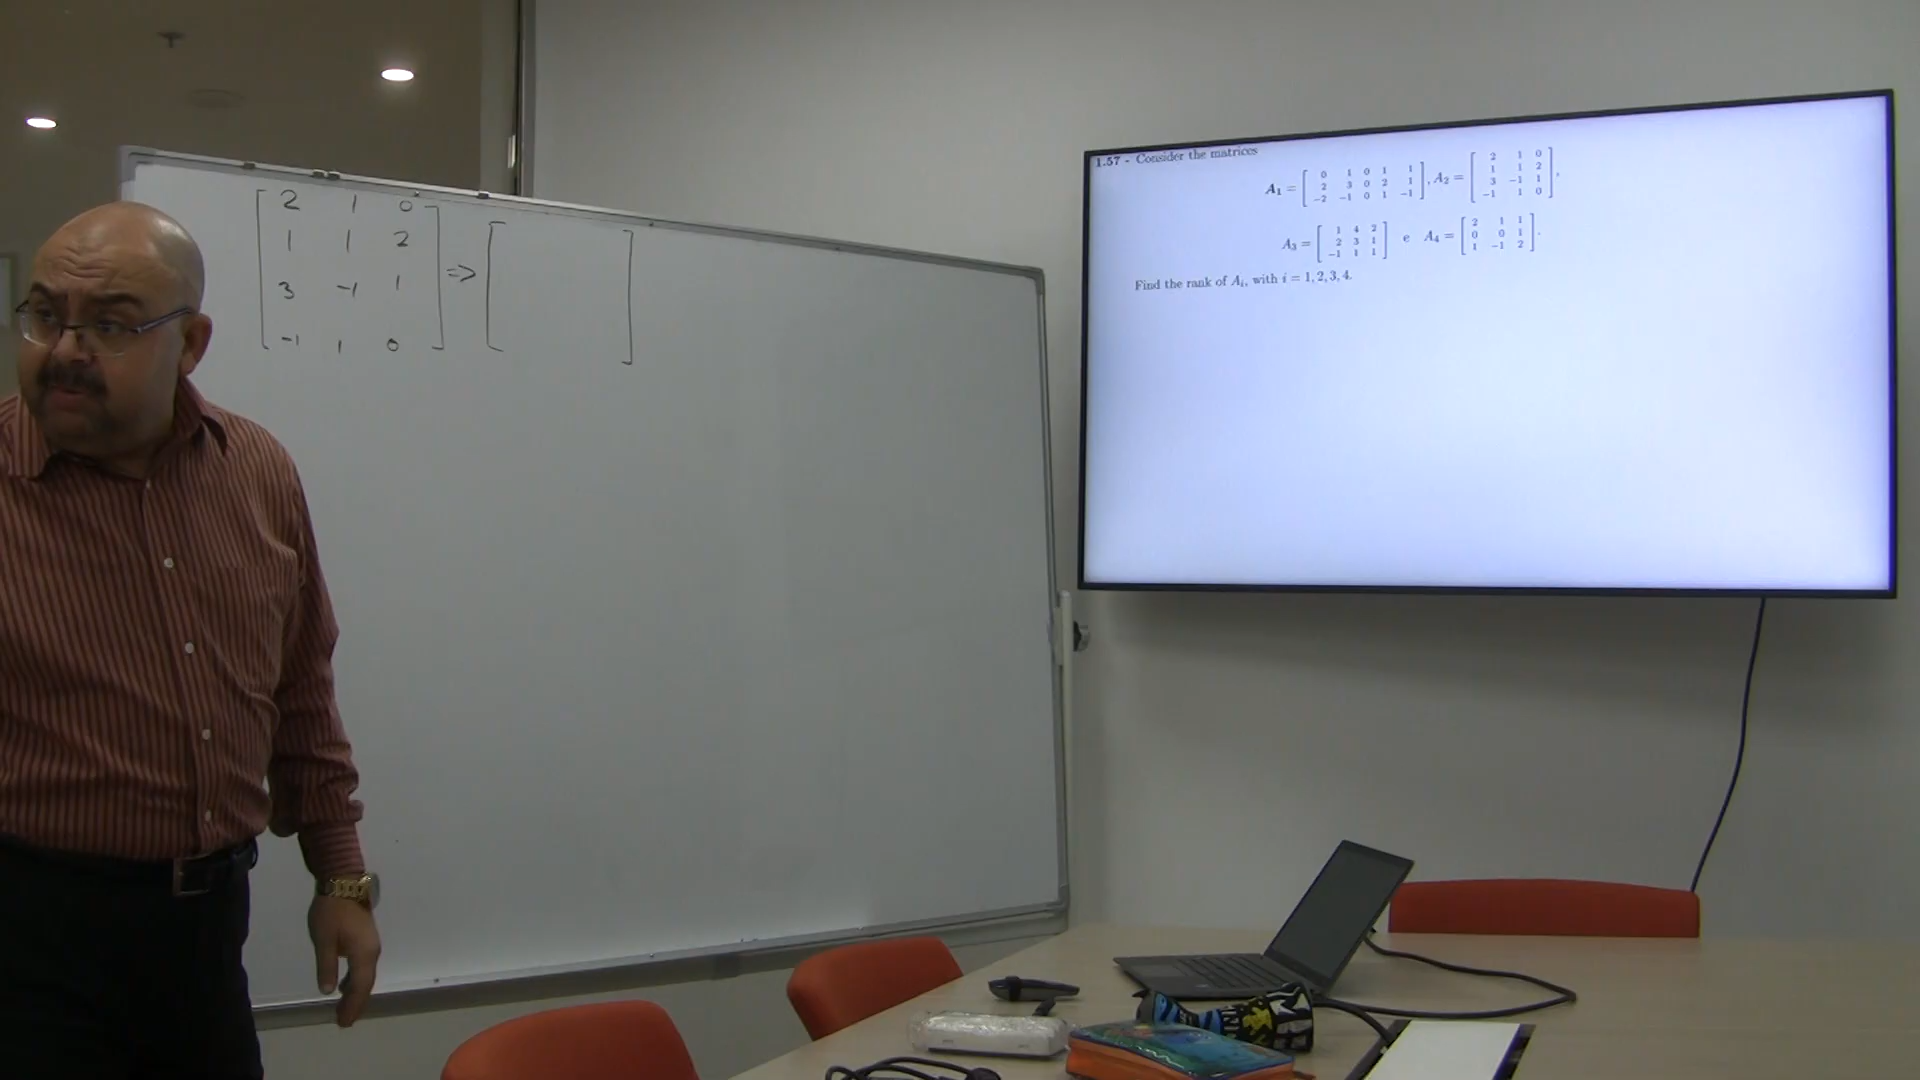 2 1 0
1 1 2
3 -1 1
-1 1 0
=>
1.57 - Consider the matrices
A1 = [ 0 1 0 1 1
2 3 0 2 1
-2 -1 0 1 -1 ], A2 = [ 2 1 0
1 1 2
3 -1 1
-1 1 0 ],
A3 = [ 1 4 2
2 3 1
-1 1 1 ] e A4 = [ 2 1 1
0 0 1
1 -1 2 ].
Find the rank of Ai, with i = 1, 2, 3, 4.